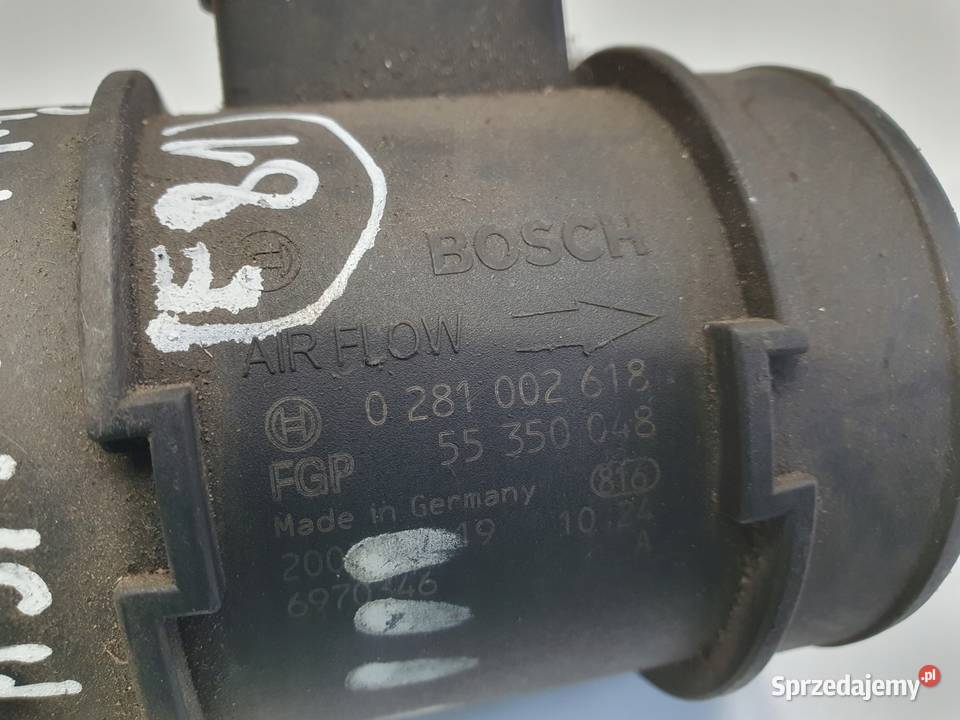 E811
BOSCH
AIR FLOW
0 281 002 618
55 350 048
FGP
816
Made in Germany
10:24
A
Sprzedajemy.pl